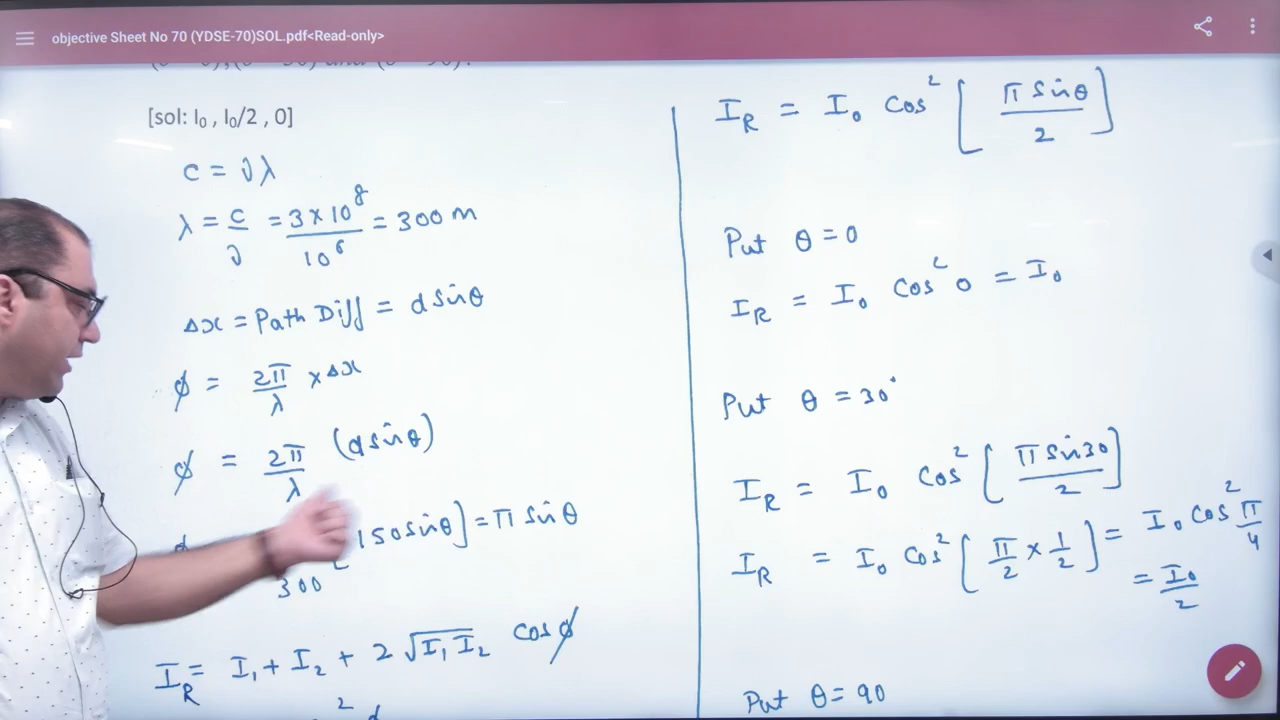 objective Sheet No 70 (YDSE-70)SOL.pdf<Read-only>
[sol: I₀ , I₀/2 , 0]
c = νλ
λ = c/ν = 3 × 10⁸ / 10⁶ = 300 m
Δx = Path Diff = d sinθ
φ = 2π/λ × Δx
φ = 2π/λ (d sinθ)
150 sinθ] = π sinθ
300
I_R = I₁ + I₂ + 2 √I₁I₂ cosφ
I_R = I₀ cos² [π sinθ / 2]
Put θ = 0
I_R = I₀ cos² 0 = I₀
Put θ = 30°
I_R = I₀ cos² [π sin30 / 2]
I_R = I₀ cos² [π/2 × 1/2] = I₀ cos² π/4
= I₀/2
Put θ = 90